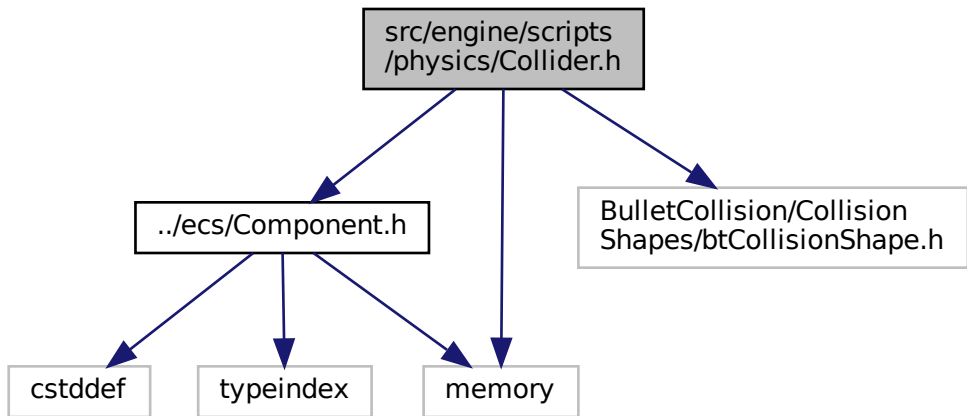 src/engine/scripts
/physics/Collider.h
../ecs/Component.h
BulletCollision/Collision
Shapes/btCollisionShape.h
cstddef
typeindex
memory